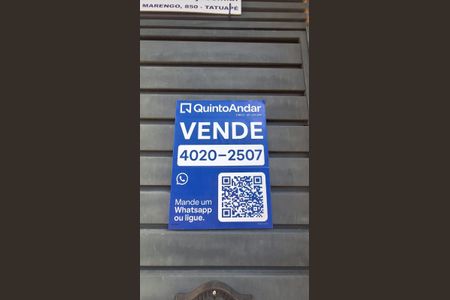 MARENGO, 850 - TATUAPÉ
QuintoAndar
VENDE
4020-2507
Mande um
Whatsapp
ou ligue.